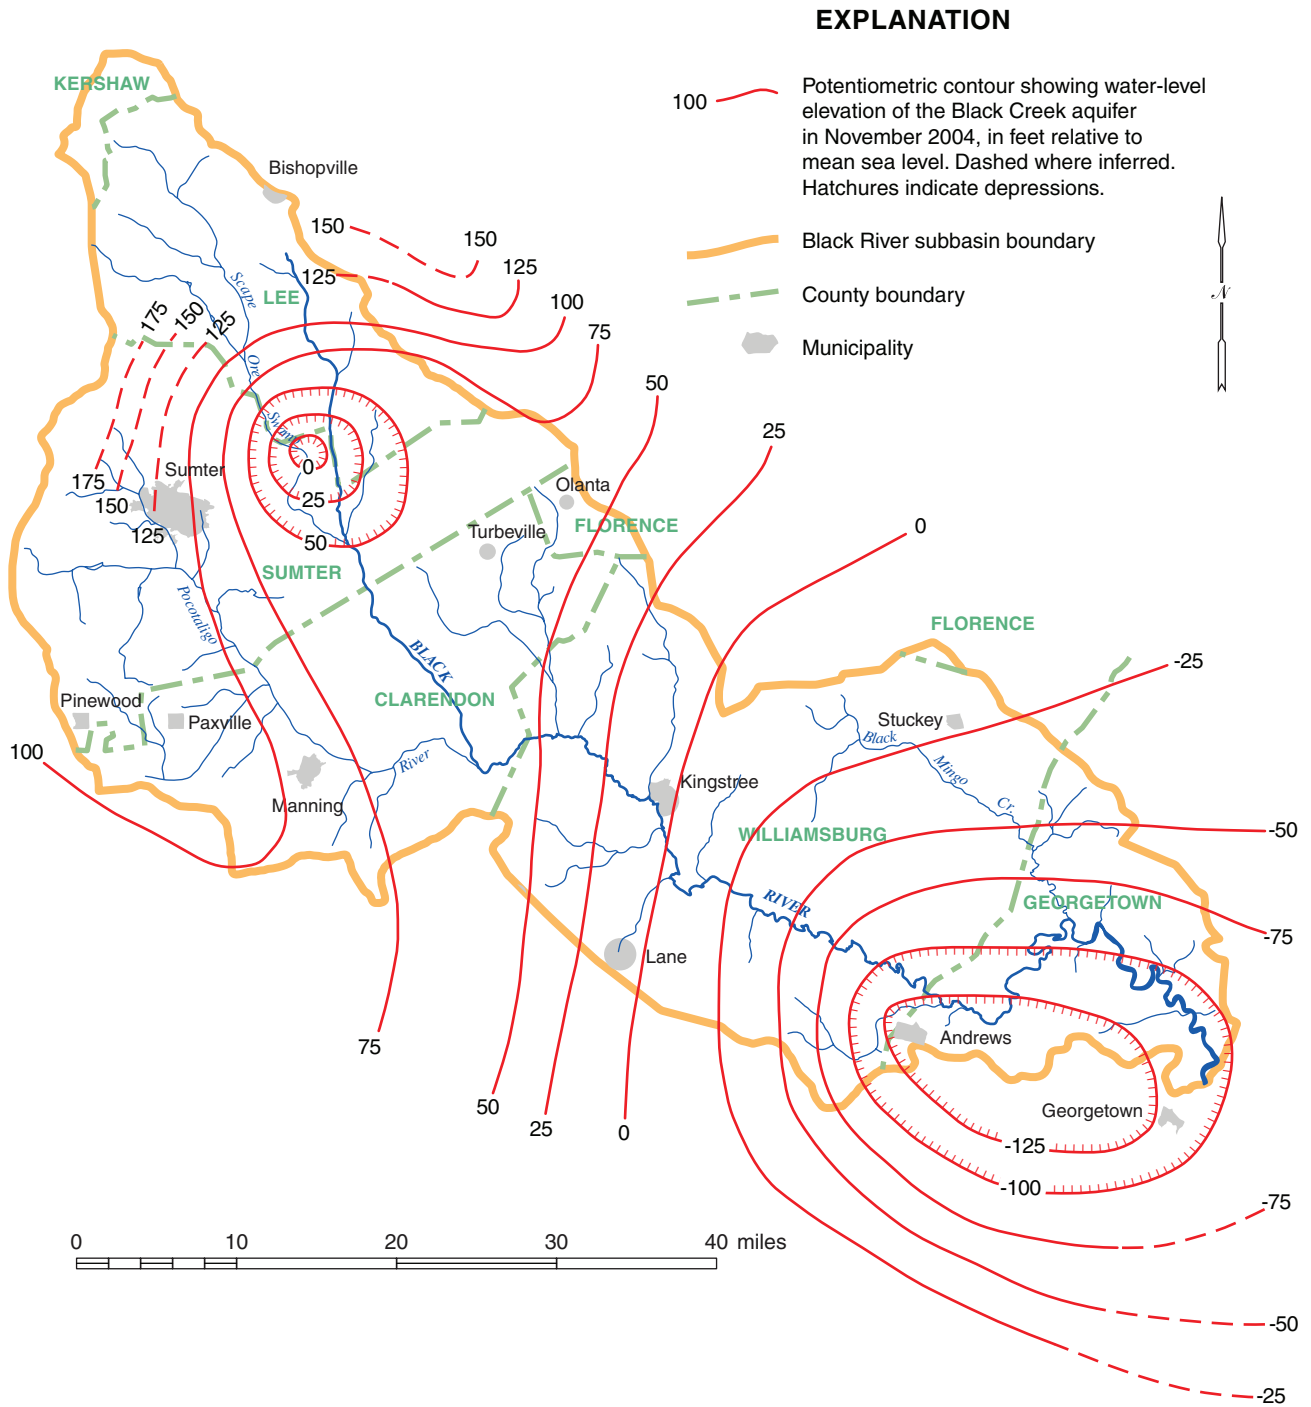 EXPLANATION
100
Potentiometric contour showing water-level
elevation of the Black Creek aquifer
in November 2004, in feet relative to
mean sea level. Dashed where inferred.
Hatchures indicate depressions.
Black River subbasin boundary
County boundary
Municipality
N
KERSHAW
Bishopville
150
150
125
125
Scape
LEE
100
175
150
125
75
Ore
50
Swamp
25
Sumter
0
175
25
150
125
50
Olanta
FLORENCE
0
Turbeville
SUMTER
Pocotaligo
FLORENCE
BLACK
-25
CLARENDON
Pinewood
Paxville
Stuckey
Black
100
River
Mingo
Kingstree
Manning
Cr.
WILLIAMSBURG
-50
RIVER
GEORGETOWN
-75
Lane
Andrews
75
50
25
0
Georgetown
-125
-100
-75
0 10 20 30 40 miles
-50
-25